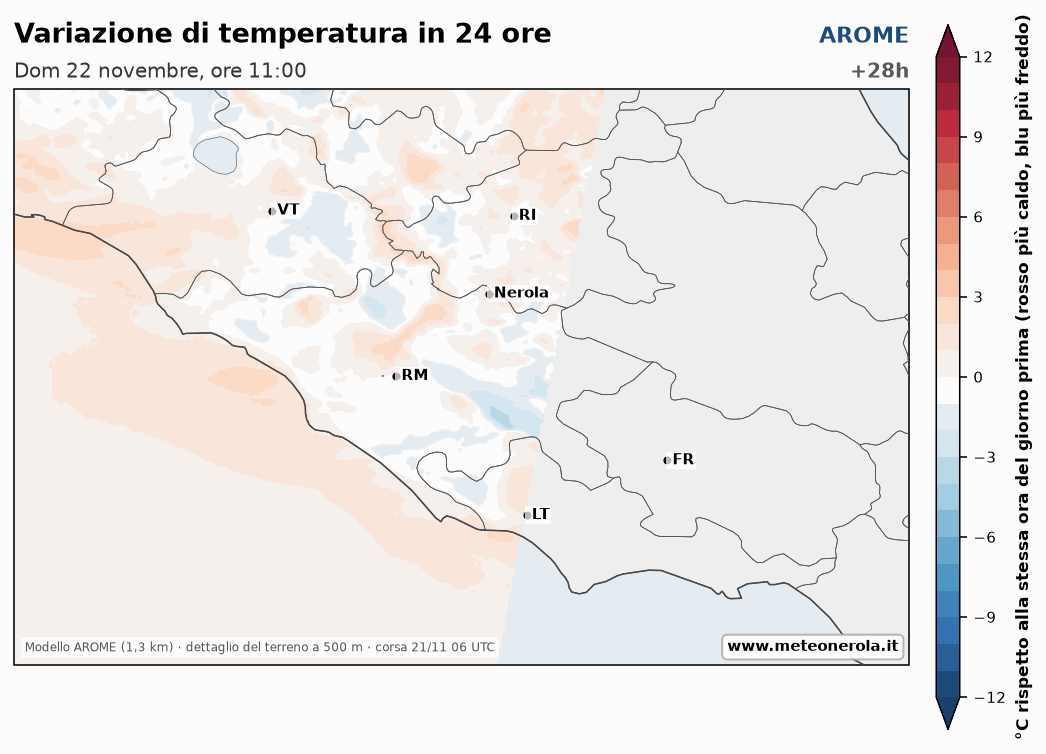 Variazione di temperatura in 24 ore
AROME
Dom 22 novembre, ore 11:00
+28h
VT
RI
Nerola
RM
FR
LT
Modello AROME (1,3 km) · dettaglio del terreno a 500 m · corsa 21/11 06 UTC
www.meteonerola.it
12
9
6
3
0
−3
−6
−9
−12
°C rispetto alla stessa ora del giorno prima (rosso più caldo, blu più freddo)